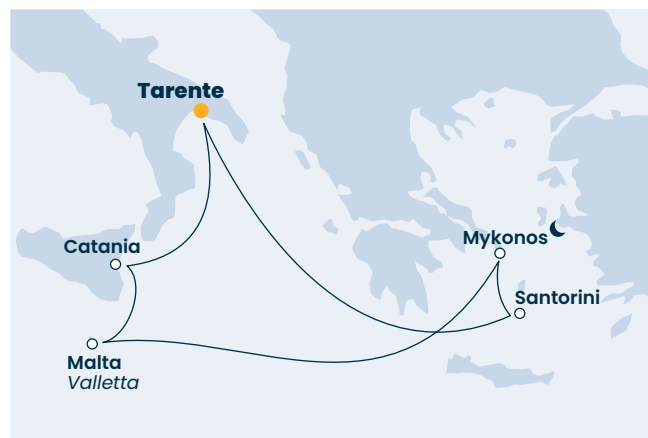 Tarente
Catania
Mykonos
Santorini
Malta
Valletta